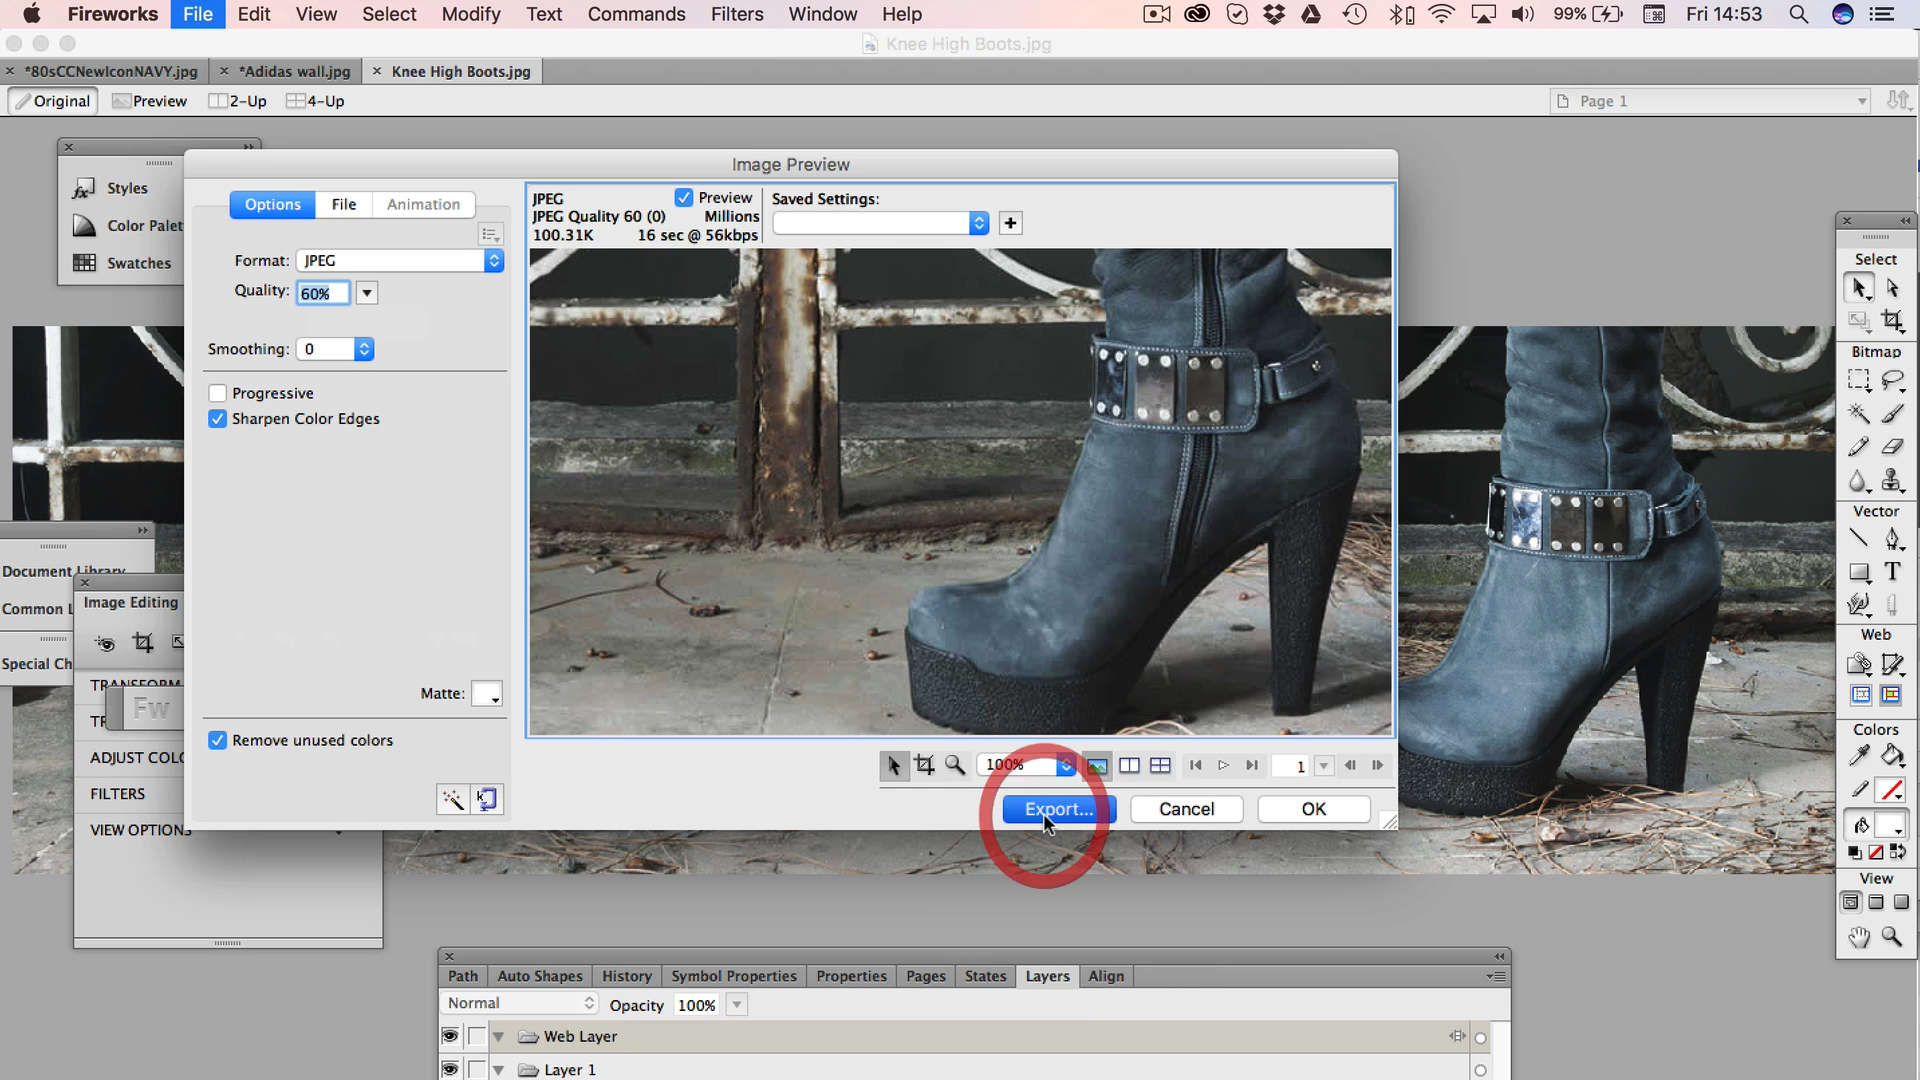 Fireworks File Edit View Select Modify Text Commands Filters Window Help 99% Fri 14:53
Knee High Boots.jpg
*80sCCNewIconNAVY.jpg *Adidas wall.jpg Knee High Boots.jpg
Original Preview 2-Up 4-Up Page 1
Image Preview
Styles
Color Palet
Swatches
Options File Animation
Format: JPEG
Quality: 60%
Smoothing: 0
Progressive
Sharpen Color Edges
Matte:
Remove unused colors
JPEG Preview
JPEG Quality 60 (0) Millions
100.31K 16 sec @ 56kbps
Saved Settings:
100% 1
Export... Cancel OK
Document Library
Common L
Special Ch
Image Editing
TRANSFORM
TR
Fw
ADJUST COLO
FILTERS
VIEW OPTIONS
Select
Bitmap
Vector
T
Web
Colors
View
Path Auto Shapes History Symbol Properties Properties Pages States Layers Align
Normal Opacity 100%
Web Layer
Layer 1